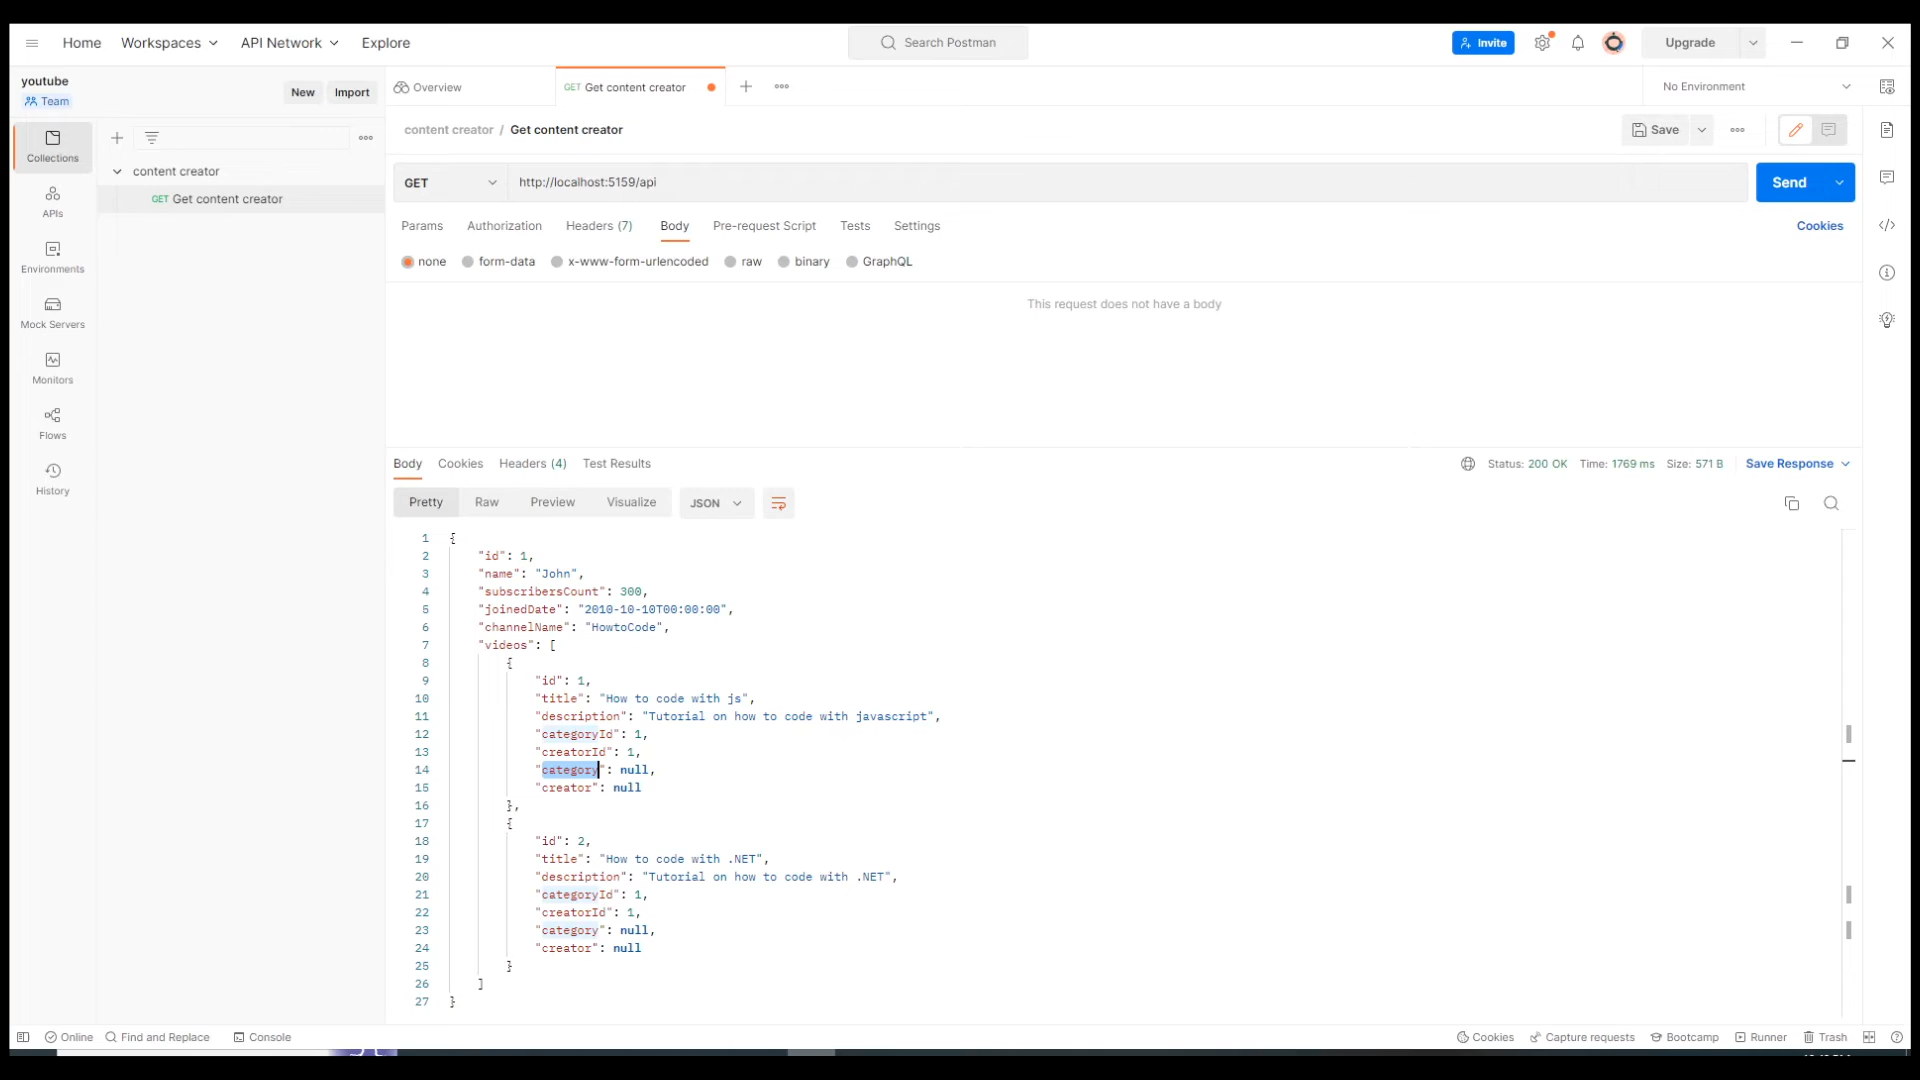 Home
Workspaces
API Network
Explore
Search Postman
Invite
Upgrade
youtube
Team
New
Import
Overview
GET Get content creator
No Environment
Collections
APIs
Environments
Mock Servers
Monitors
Flows
History
content creator
GET Get content creator
content creator / Get content creator
Save
GET
http://localhost:5159/api
Send
Params
Authorization
Headers (7)
Body
Pre-request Script
Tests
Settings
Cookies
none
form-data
x-www-form-urlencoded
raw
binary
GraphQL
This request does not have a body
Body
Cookies
Headers (4)
Test Results
Status: 200 OK
Time: 1769 ms
Size: 571 B
Save Response
Pretty
Raw
Preview
Visualize
JSON
1 {
2 "id": 1,
3 "name": "John",
4 "subscribersCount": 300,
5 "joinedDate": "2010-10-10T00:00:00",
6 "channelName": "HowtoCode",
7 "videos": [
8 {
9 "id": 1,
10 "title": "How to code with js",
11 "description": "Tutorial on how to code with javascript",
12 "categoryId": 1,
13 "creatorId": 1,
14 "category": null,
15 "creator": null
16 },
17 {
18 "id": 2,
19 "title": "How to code with .NET",
20 "description": "Tutorial on how to code with .NET",
21 "categoryId": 1,
22 "creatorId": 1,
23 "category": null,
24 "creator": null
25 }
26 ]
27 }
Online
Find and Replace
Console
Cookies
Capture requests
Bootcamp
Runner
Trash